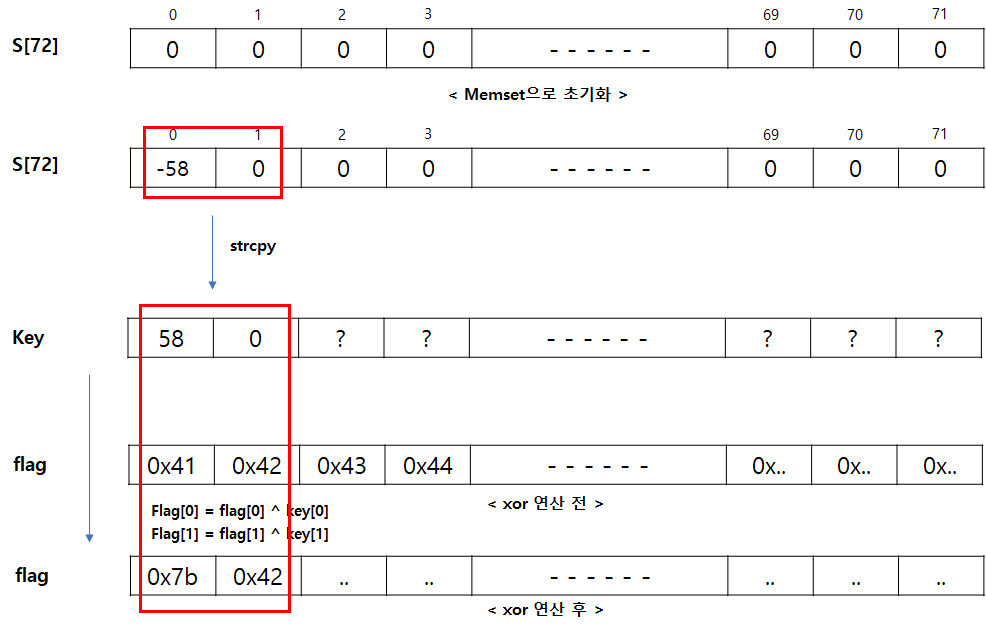 0 1 2 3 69 70 71
S[72] 0 0 0 0 - - - - - - 0 0 0
< Memset으로 초기화 >
0 1 2 3 69 70 71
S[72] -58 0 0 0 - - - - - - 0 0 0
strcpy
Key 58 0 ? ? - - - - - - ? ? ?
flag 0x41 0x42 0x43 0x44 - - - - - - 0x.. 0x.. 0x..
< xor 연산 전 >
Flag[0] = flag[0] ^ key[0]
Flag[1] = flag[1] ^ key[1]
flag 0x7b 0x42 .. .. - - - - - - .. .. ..
< xor 연산 후 >